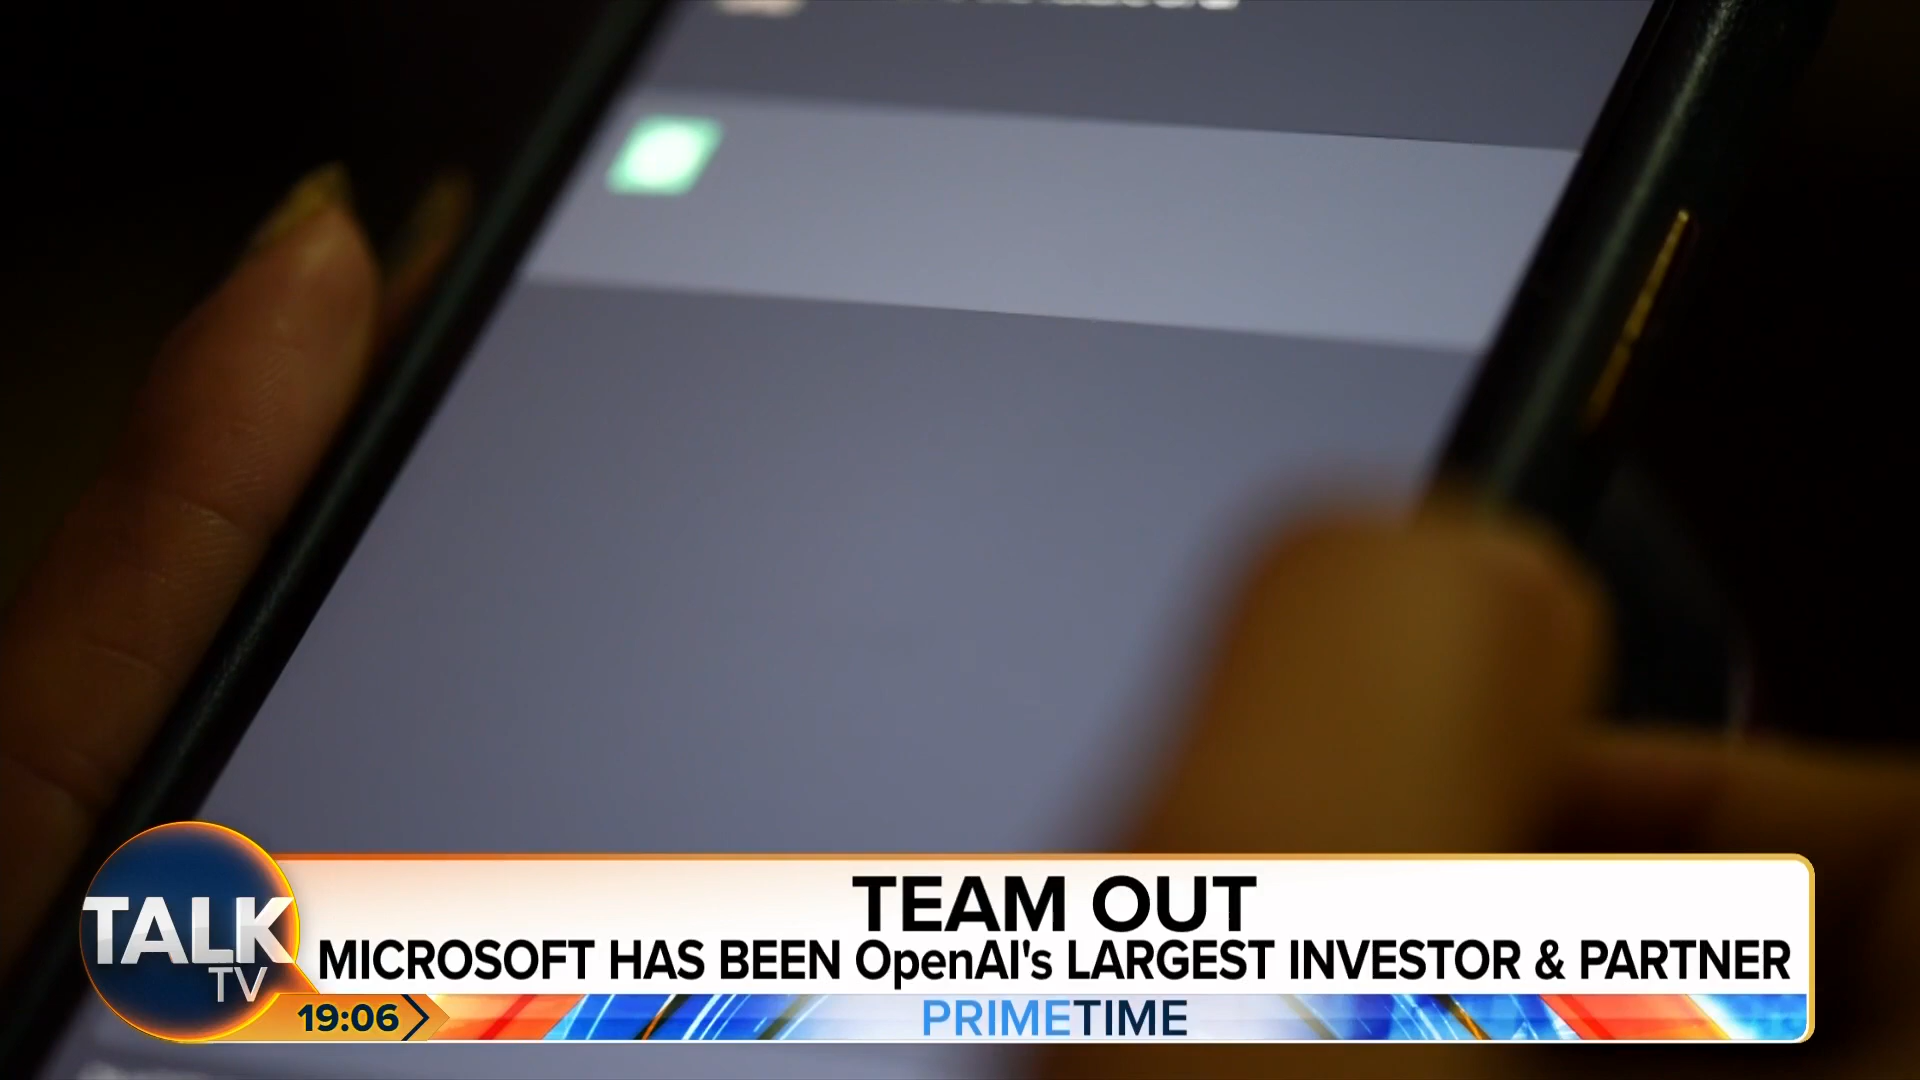 TEAM OUT
MICROSOFT HAS BEEN OpenAI's LARGEST INVESTOR & PARTNER
TALK
TV
19:06
PRIMETIME